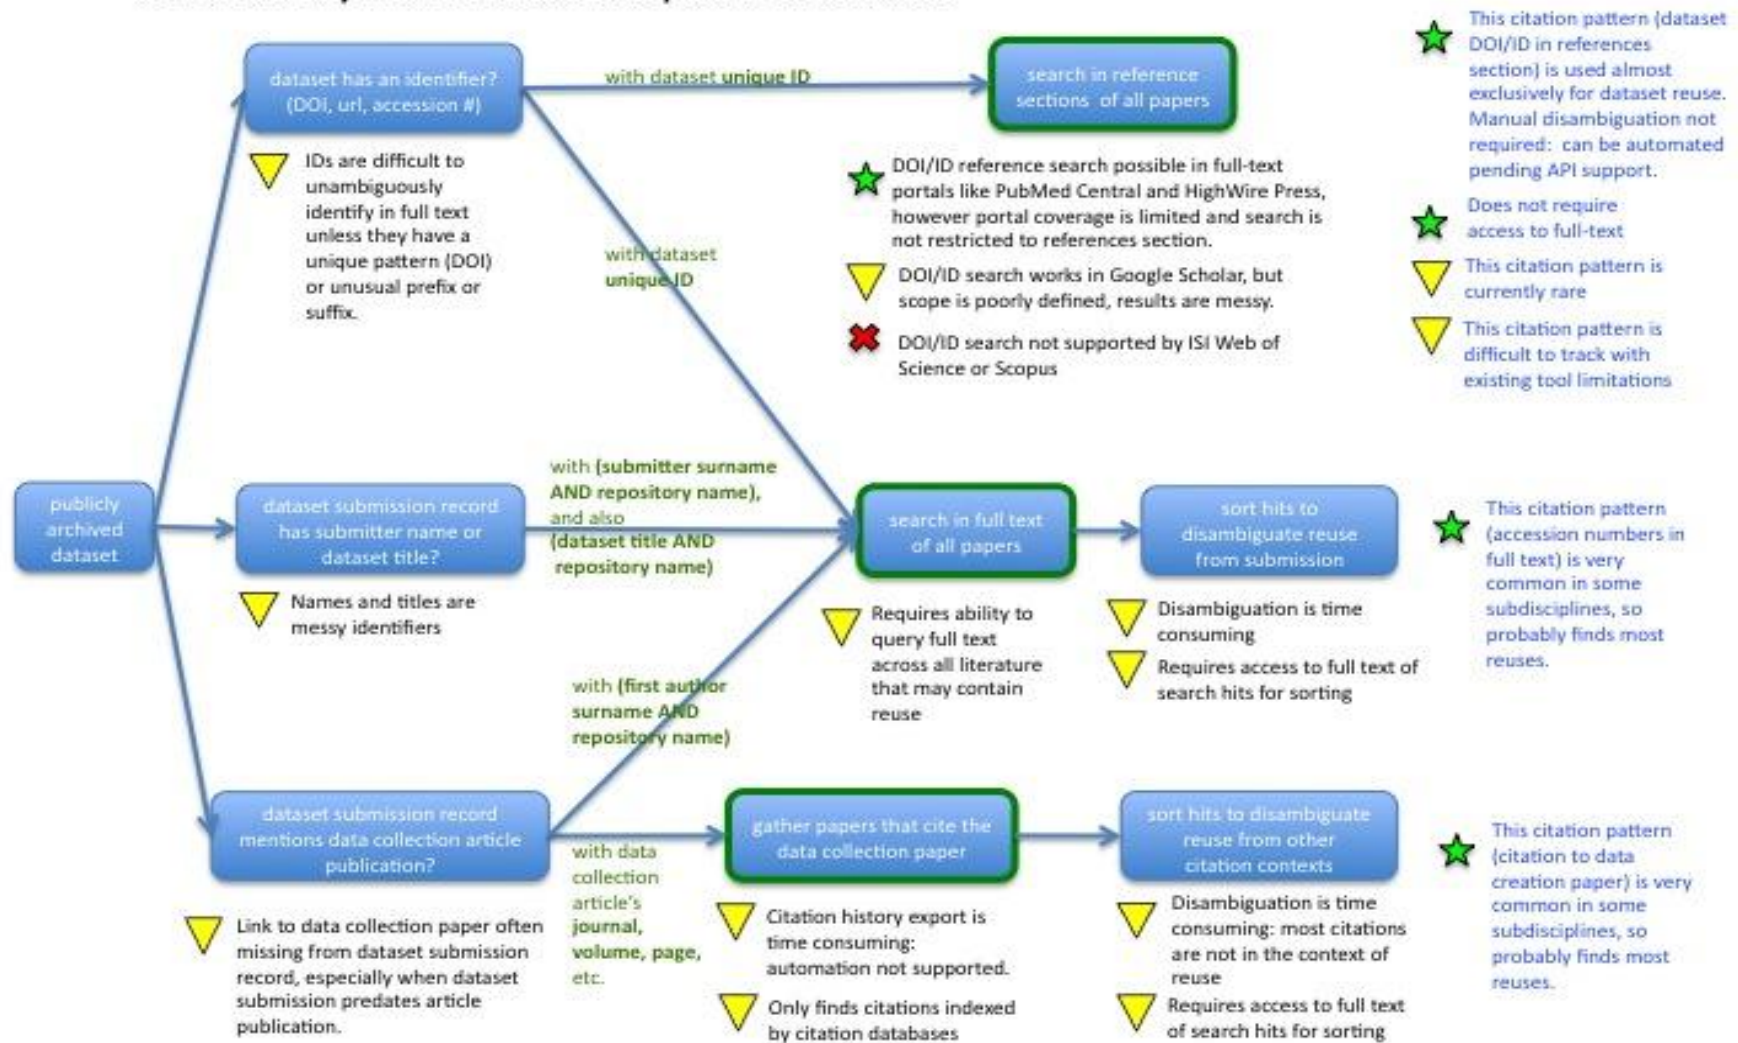 dataset has an identifier?
(DOI, url, accession #)
with dataset unique ID
search in reference
sections of all papers
This citation pattern (dataset
DOI/ID in references
section) is used almost
exclusively for dataset reuse.
Manual disambiguation not
required: can be automated
pending API support.
Does not require
access to full-text
This citation pattern is
currently rare
This citation pattern is
difficult to track with
existing tool limitations
IDs are difficult to
unambiguously
identify in full text
unless they have a
unique pattern (DOI)
or unusual prefix or
suffix.
with dataset
unique ID
DOI/ID reference search possible in full-text
portals like PubMed Central and HighWire Press,
however portal coverage is limited and search is
not restricted to references section.
DOI/ID search works in Google Scholar, but
scope is poorly defined, results are messy.
DOI/ID search not supported by ISI Web of
Science or Scopus
publicly
archived
dataset
dataset submission record
has submitter name or
dataset title?
with (submitter surname
AND repository name),
and also
(dataset title AND
repository name)
search in full text
of all papers
sort hits to
disambiguate reuse
from submission
This citation pattern
(accession numbers in
full text) is very
common in some
subdisciplines, so
probably finds most
reuses.
Names and titles are
messy identifiers
Requires ability to
query full text
across all literature
that may contain
reuse
Disambiguation is time
consuming
Requires access to full text of
search hits for sorting
with (first author
surname AND
repository name)
dataset submission record
mentions data collection article
publication?
with data
collection
article's
journal,
volume, page,
etc.
gather papers that cite the
data collection paper
sort hits to disambiguate
reuse from other
citation contexts
This citation pattern
(citation to data
creation paper) is very
common in some
subdisciplines, so
probably finds most
reuses.
Link to data collection paper often
missing from dataset submission
record, especially when dataset
submission predates article
publication.
Citation history export is
time consuming:
automation not supported.
Only finds citations indexed
by citation databases
Disambiguation is time
consuming: most citations
are not in the context of
reuse
Requires access to full text
of search hits for sorting